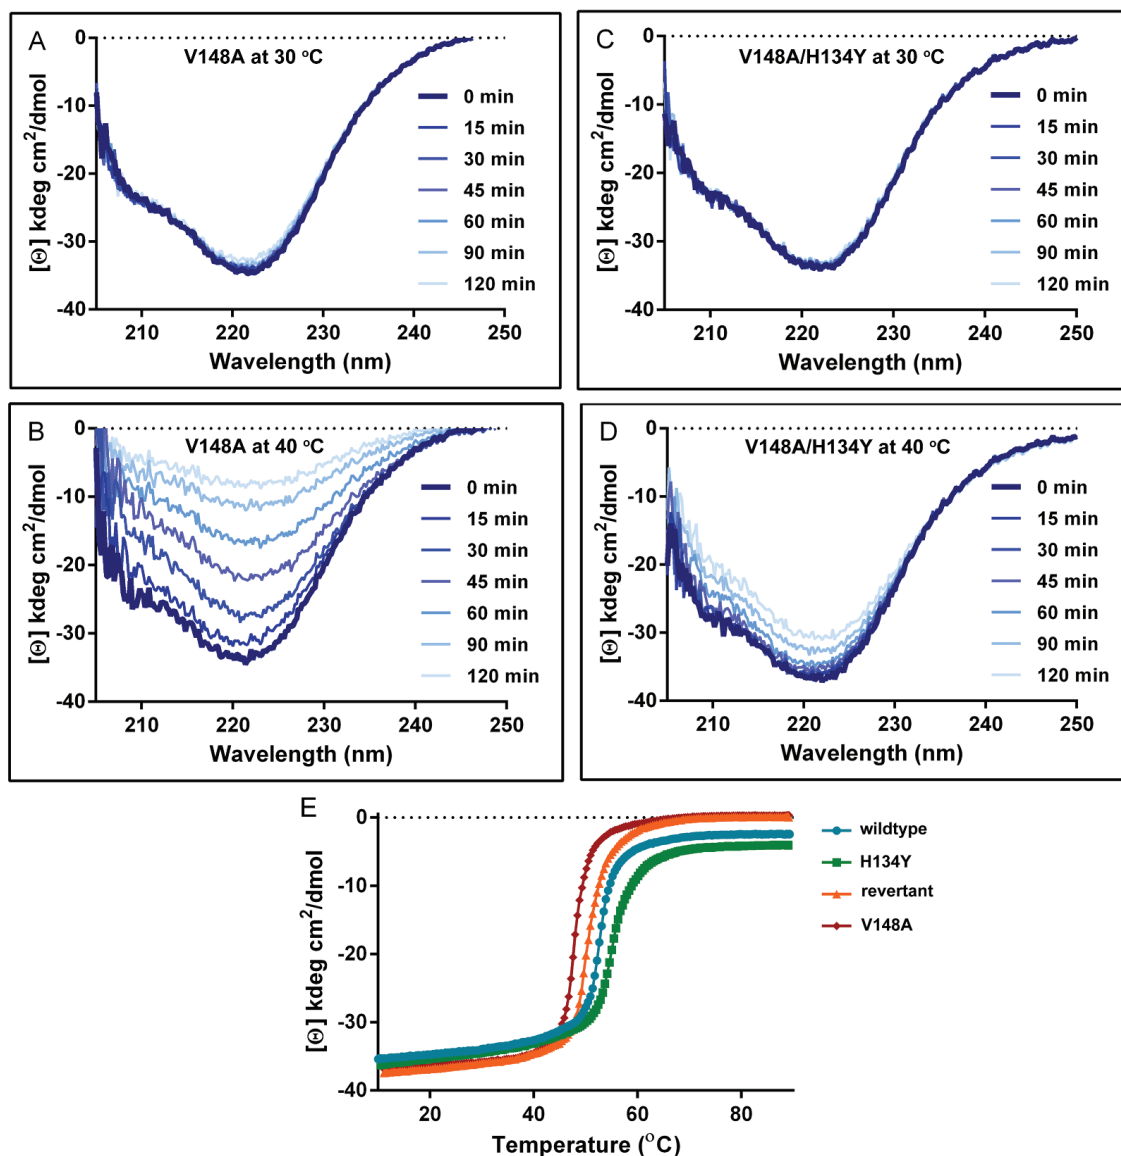 A
V148A at 30 °C
0
-10
-20
-30
-40
[Θ] kdeg cm²/dmol
0 min
15 min
30 min
45 min
60 min
90 min
120 min
210 220 230 240 250
Wavelength (nm)
C
V148A/H134Y at 30 °C
0
-10
-20
-30
-40
[Θ] kdeg cm²/dmol
0 min
15 min
30 min
45 min
60 min
90 min
120 min
210 220 230 240 250
Wavelength (nm)
B
V148A at 40 °C
0
-10
-20
-30
-40
[Θ] kdeg cm²/dmol
0 min
15 min
30 min
45 min
60 min
90 min
120 min
210 220 230 240 250
Wavelength (nm)
D
V148A/H134Y at 40 °C
0
-10
-20
-30
-40
[Θ] kdeg cm²/dmol
0 min
15 min
30 min
45 min
60 min
90 min
120 min
210 220 230 240 250
Wavelength (nm)
E
0
-10
-20
-30
-40
[Θ] kdeg cm²/dmol
wildtype
H134Y
revertant
V148A
20 40 60 80
Temperature (°C)